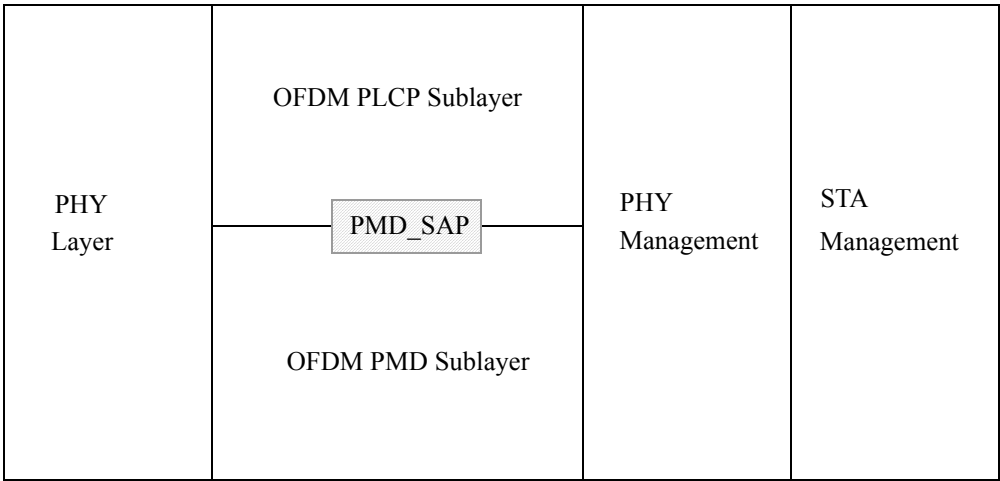 OFDM PLCP Sublayer
PHY
Layer
PMD_SAP
PHY
Management
STA
Management
OFDM PMD Sublayer